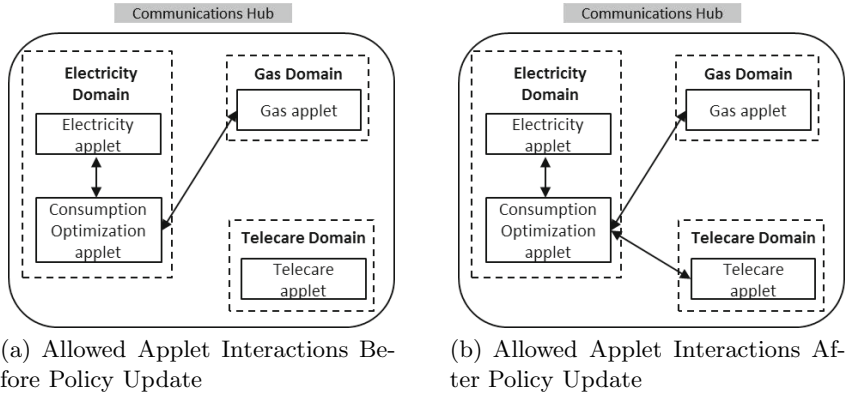 Communications Hub
Electricity
Domain
Electricity
applet
Consumption
Optimization
applet
Gas Domain
Gas applet
Telecare Domain
Telecare
applet
(a) Allowed Applet Interactions Be-
fore Policy Update
Communications Hub
Electricity
Domain
Electricity
applet
Consumption
Optimization
applet
Gas Domain
Gas applet
Telecare Domain
Telecare
applet
(b) Allowed Applet Interactions Af-
ter Policy Update